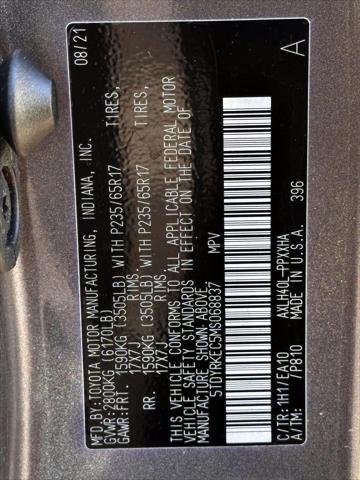 MFD.BY:TOYOTA MOTOR MANUFACTURING, INDIANA, INC. 08/21
GVWR:2800KG (6170LB)
GAWR:FRT. 1590KG (3505LB) WITH P235/65R17 TIRES,
17X7J RIMS.
RR. 1590KG (3505LB) WITH P235/65R17 TIRES,
17X7J RIMS.
THIS VEHICLE CONFORMS TO ALL APPLICABLE FEDERAL MOTOR
VEHICLE SAFETY STANDARDS IN EFFECT ON THE DATE OF
MANUFACTURE SHOWN ABOVE.
5TDYRKEC5MS068837 MPV
C/TR:1H1/EA10 AXLH40L-PPXXHA A
/P810 MADE IN U.S.A. 396